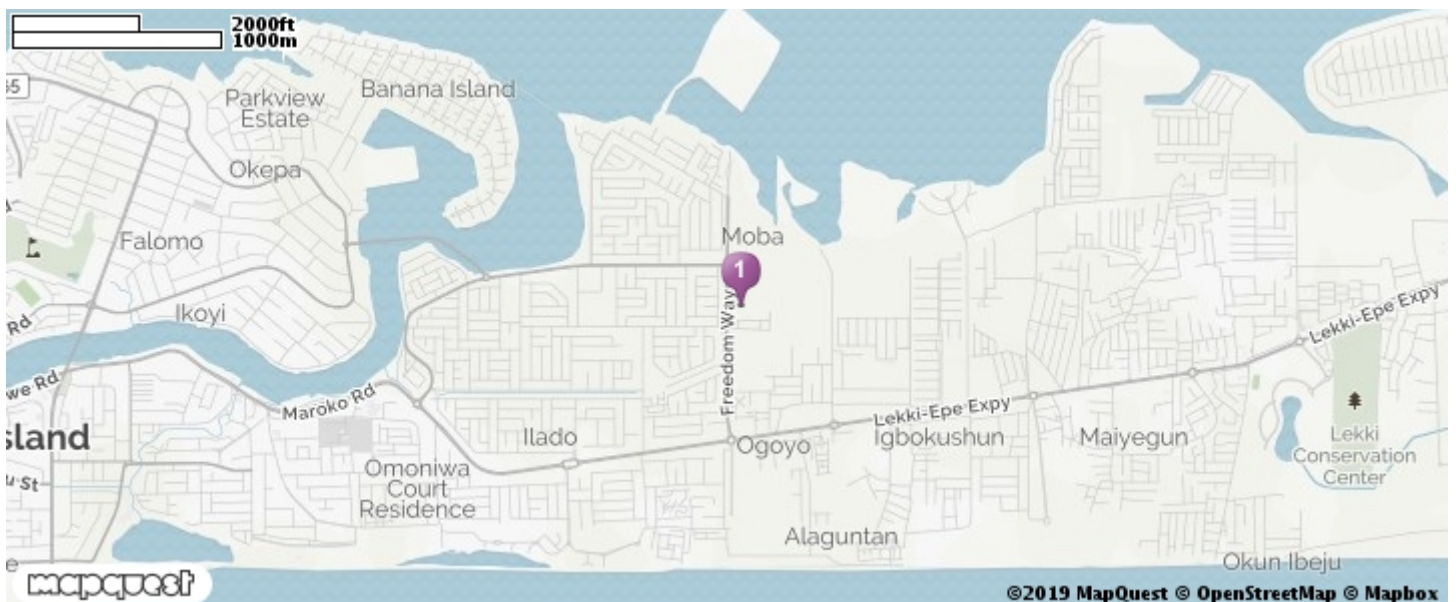 2000ft
1000m
Banana Island
Parkview
Estate
Okepa
Falomo
Moba
1
Ikoyi
Rd
Freedom Way
Lekki-Epe Expy
Rd
Maroko Rd
Lekki-Epe Expy
Ilado
Ogoyo
Igbokushun
Maiyegun
Lekki
Conservation
Center
Omoniwa
Court
Residence
St
Alaguntan
Okun Ibeju
mapquest
©2019 MapQuest © OpenStreetMap © Mapbox